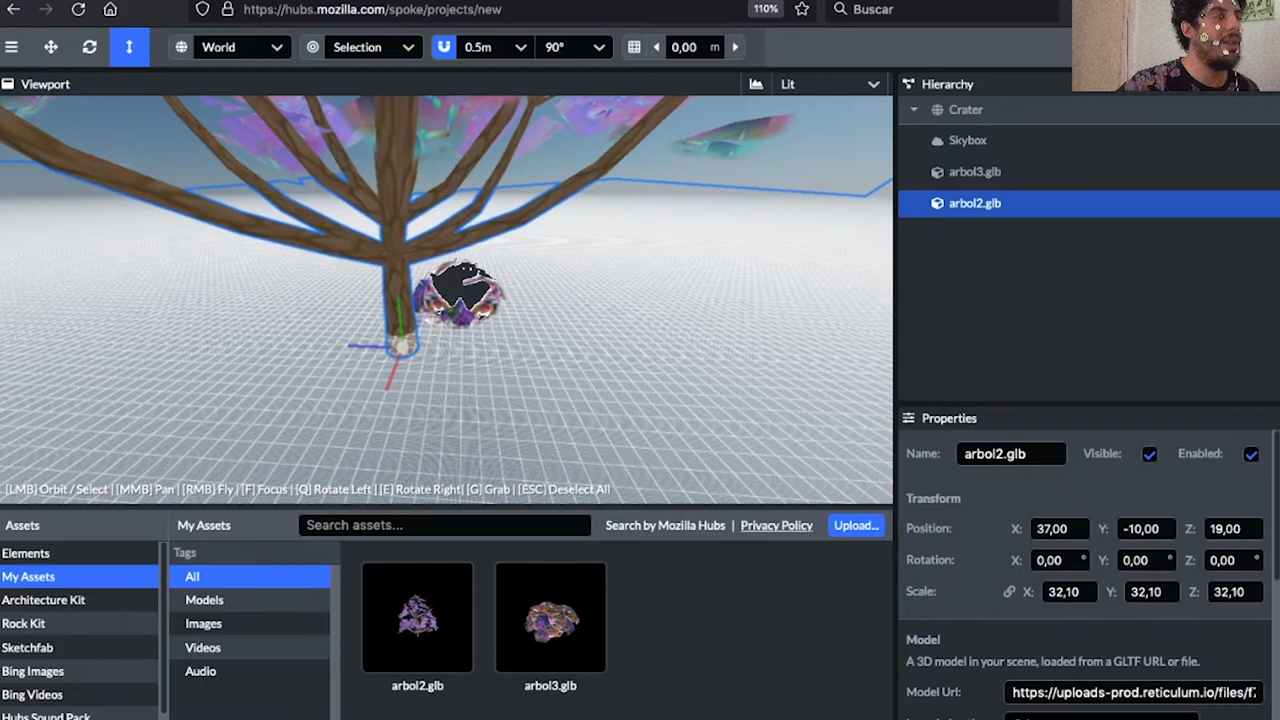 https://hubs.mozilla.com/spoke/projects/new
110%
Buscar
World
Selection
0.5m
90°
0,00 m
Viewport
Lit
Hierarchy
Crater
Skybox
arbol3.glb
arbol2.glb
[LMB] Orbit / Select | [MMB] Pan | [RMB] Fly | [F] Focus | [Q] Rotate Left | [E] Rotate Right | [G] Grab | [ESC] Deselect All
Properties
Name: arbol2.glb Visible: Enabled:
Transform
Position: X: 37,00 Y: -10,00 Z: 19,00
Rotation: X: 0,00 ° Y: 0,00 ° Z: 0,00 °
Scale: X: 32,10 Y: 32,10 Z: 32,10
Model
A 3D model in your scene, loaded from a GLTF URL or file.
Model Url: https://uploads-prod.reticulum.io/files/f
Assets
My Assets
Search assets...
Search by Mozilla Hubs | Privacy Policy
Upload...
Elements
My Assets
Architecture Kit
Rock Kit
Sketchfab
Bing Images
Bing Videos
Hubs Sound Pack
Tags
All
Models
Images
Videos
Audio
arbol2.glb
arbol3.glb